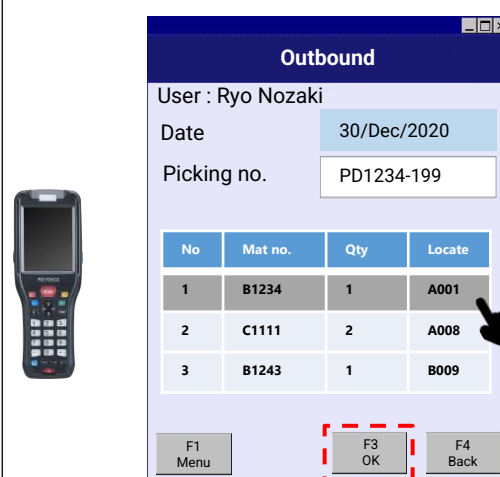 Outbound
User : Ryo Nozaki
Date 30/Dec/2020
Picking no. PD1234-199
No Mat no. Qty Locate
1 B1234 1 A001
2 C1111 2 A008
3 B1243 1 B009
F1 F3 F4
Menu OK Back
KEYENCE